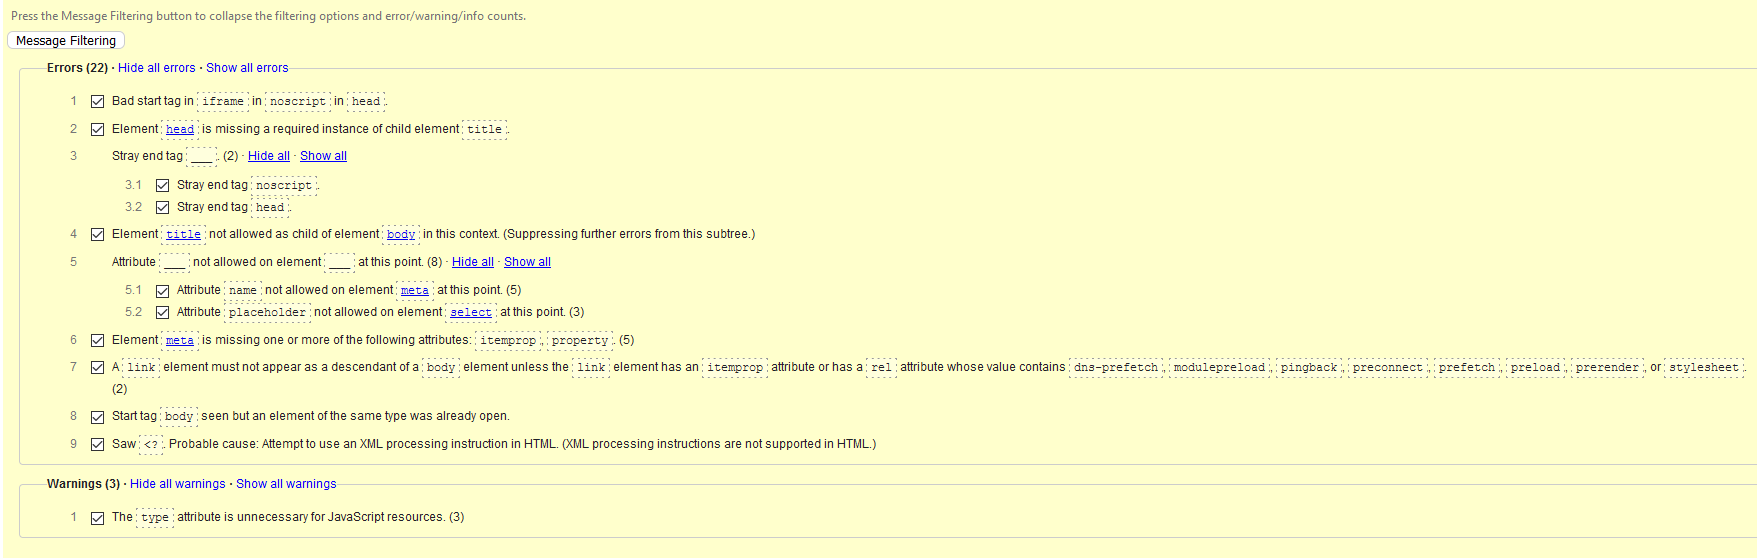 Press the Message Filtering button to collapse the filtering options and error/warning/info counts.
Message Filtering
Errors (22) · Hide all errors · Show all errors
1 Bad start tag in iframe in noscript in head.
2 Element head is missing a required instance of child element title.
3 Stray end tag ___. (2) · Hide all · Show all
3.1 Stray end tag noscript.
3.2 Stray end tag head.
4 Element title not allowed as child of element body in this context. (Suppressing further errors from this subtree.)
5 Attribute ___ not allowed on element ___ at this point. (8) · Hide all · Show all
5.1 Attribute name not allowed on element meta at this point. (5)
5.2 Attribute placeholder not allowed on element select at this point. (3)
6 Element meta is missing one or more of the following attributes: itemprop, property. (5)
7 A link element must not appear as a descendant of a body element unless the link element has an itemprop attribute or has a rel attribute whose value contains dns-prefetch, modulepreload, pingback, preconnect, prefetch, preload, prerender, or stylesheet.
(2)
8 Start tag body seen but an element of the same type was already open.
9 Saw <?. Probable cause: Attempt to use an XML processing instruction in HTML. (XML processing instructions are not supported in HTML.)
Warnings (3) · Hide all warnings · Show all warnings
1 The type attribute is unnecessary for JavaScript resources. (3)